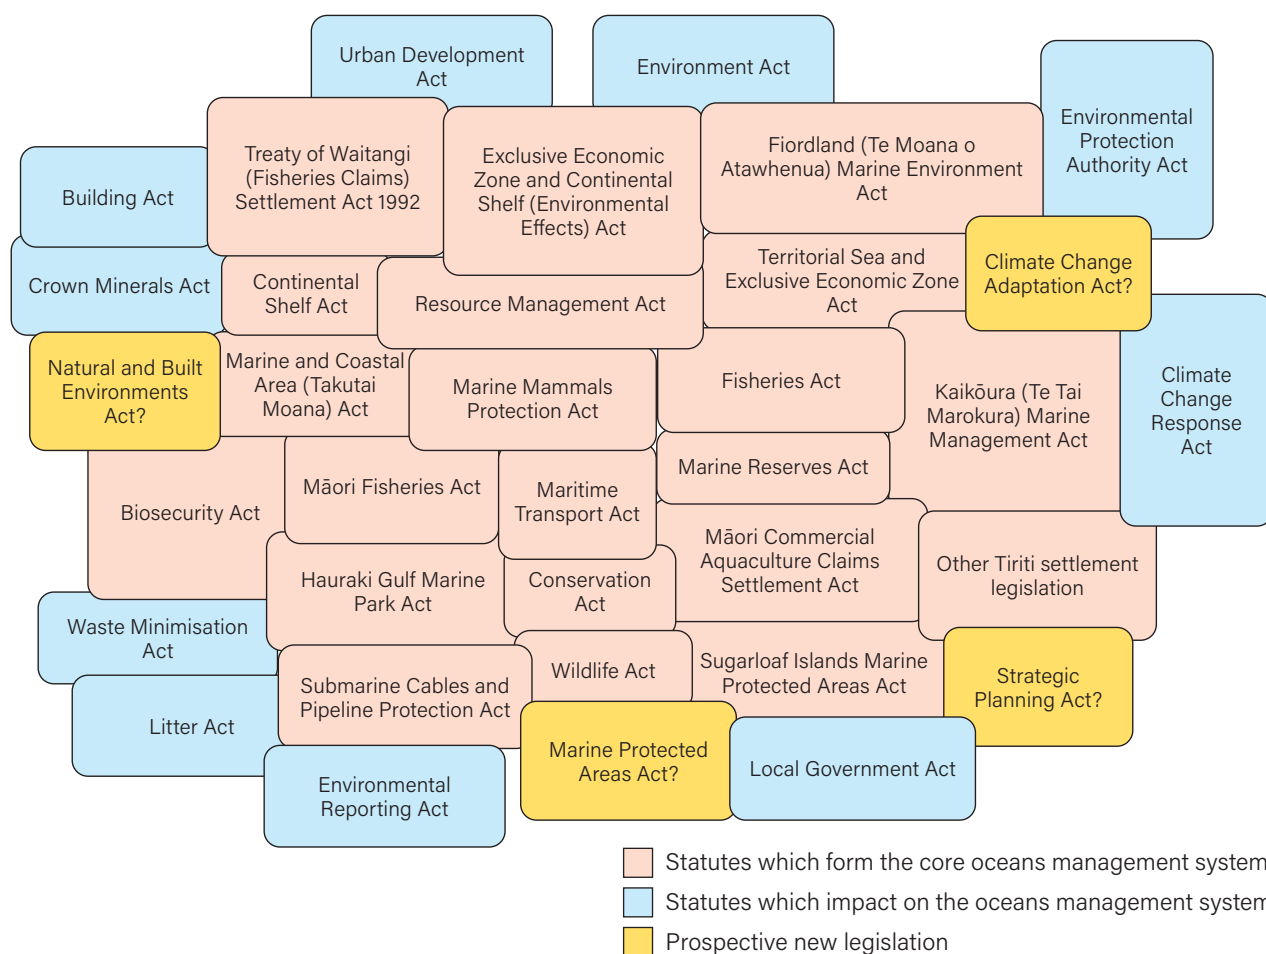 Urban Development
Act
Environment Act
Environmental
Protection
Authority Act
Treaty of Waitangi
(Fisheries Claims)
Settlement Act 1992
Exclusive Economic
Zone and Continental
Shelf (Environmental
Effects) Act
Fiordland (Te Moana o
Atawhenua) Marine Environment
Act
Building Act
Crown Minerals Act
Continental
Shelf Act
Resource Management Act
Territorial Sea and
Exclusive Economic Zone
Act
Climate Change
Adaptation Act?
Natural and Built
Environments
Act?
Marine and Coastal
Area (Takutai
Moana) Act
Marine Mammals
Protection Act
Fisheries Act
Kaikōura (Te Tai
Marokura) Marine
Management Act
Climate
Change
Response
Act
Biosecurity Act
Māori Fisheries Act
Maritime
Transport Act
Marine Reserves Act
Māori Commercial
Aquaculture Claims
Settlement Act
Other Tiriti settlement
legislation
Hauraki Gulf Marine
Park Act
Conservation
Act
Waste Minimisation
Act
Submarine Cables and
Pipeline Protection Act
Wildlife Act
Sugarloaf Islands Marine
Protected Areas Act
Strategic
Planning Act?
Litter Act
Environmental
Reporting Act
Marine Protected
Areas Act?
Local Government Act
Statutes which form the core oceans management system
Statutes which impact on the oceans management system
Prospective new legislation